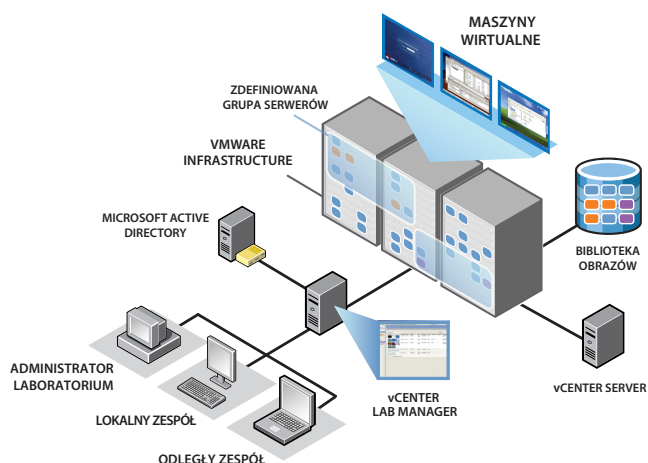 MASZYNY
WIRTUALNE
ZDEFINIOWANA
GRUPA SERWERÓW
VMWARE
INFRASTRUCTURE
MICROSOFT ACTIVE
DIRECTORY
BIBLIOTEKA
OBRAZÓW
ADMINISTRATOR
LABORATORIUM
vCENTER
LAB MANAGER
vCENTER SERVER
LOKALNY ZESPÓŁ
ODLEGŁY ZESPÓŁ